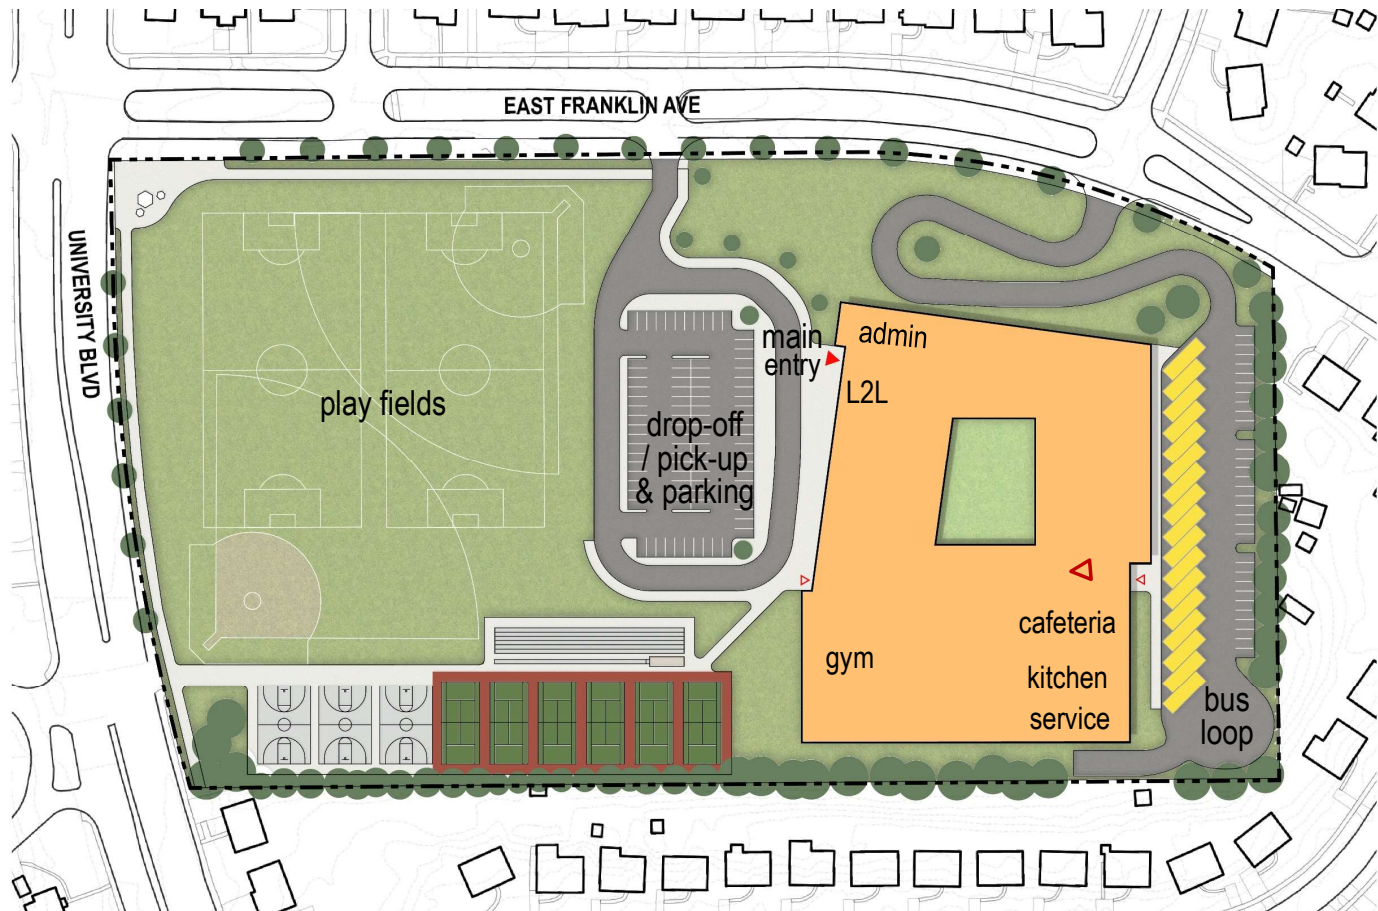 EAST FRANKLIN AVE
UNIVERSITY BLVD
main
entry
admin
L2L
play fields
drop-off
/ pick-up
& parking
cafeteria
gym
kitchen
service
bus
loop